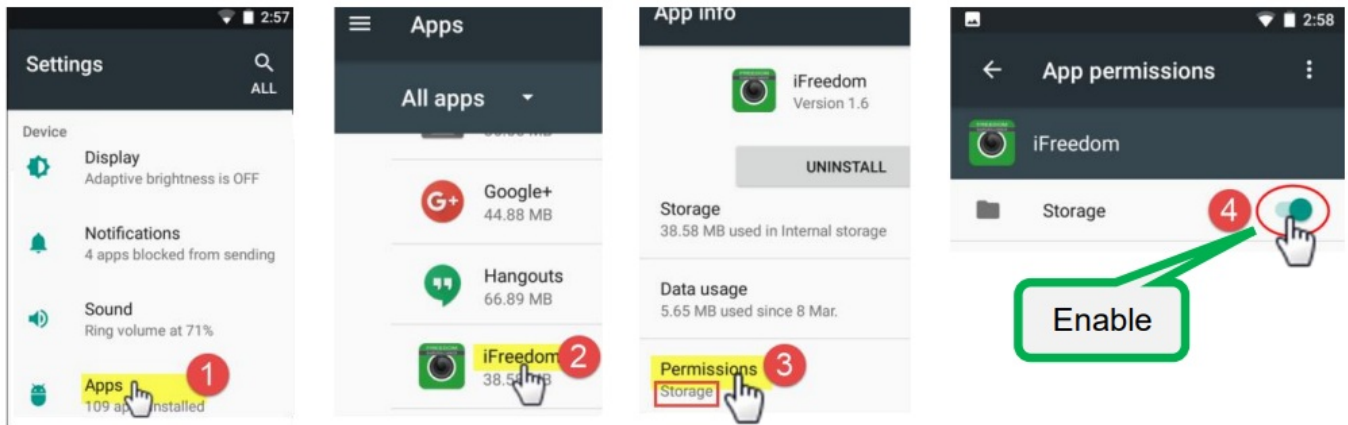 2:57
Settings
ALL
Device
Display
Adaptive brightness is OFF
Notifications
4 apps blocked from sending
Sound
Ring volume at 71%
1
Apps
109 installed
Apps
All apps
Google+
44.88 MB
Hangouts
66.89 MB
iFreedom
2
App info
iFreedom
Version 1.6
UNINSTALL
Storage
38.58 MB used in Internal storage
Data usage
5.65 MB used since 8 Mar.
Permissions
3
Storage
2:58
App permissions
iFreedom
Storage
4
Enable